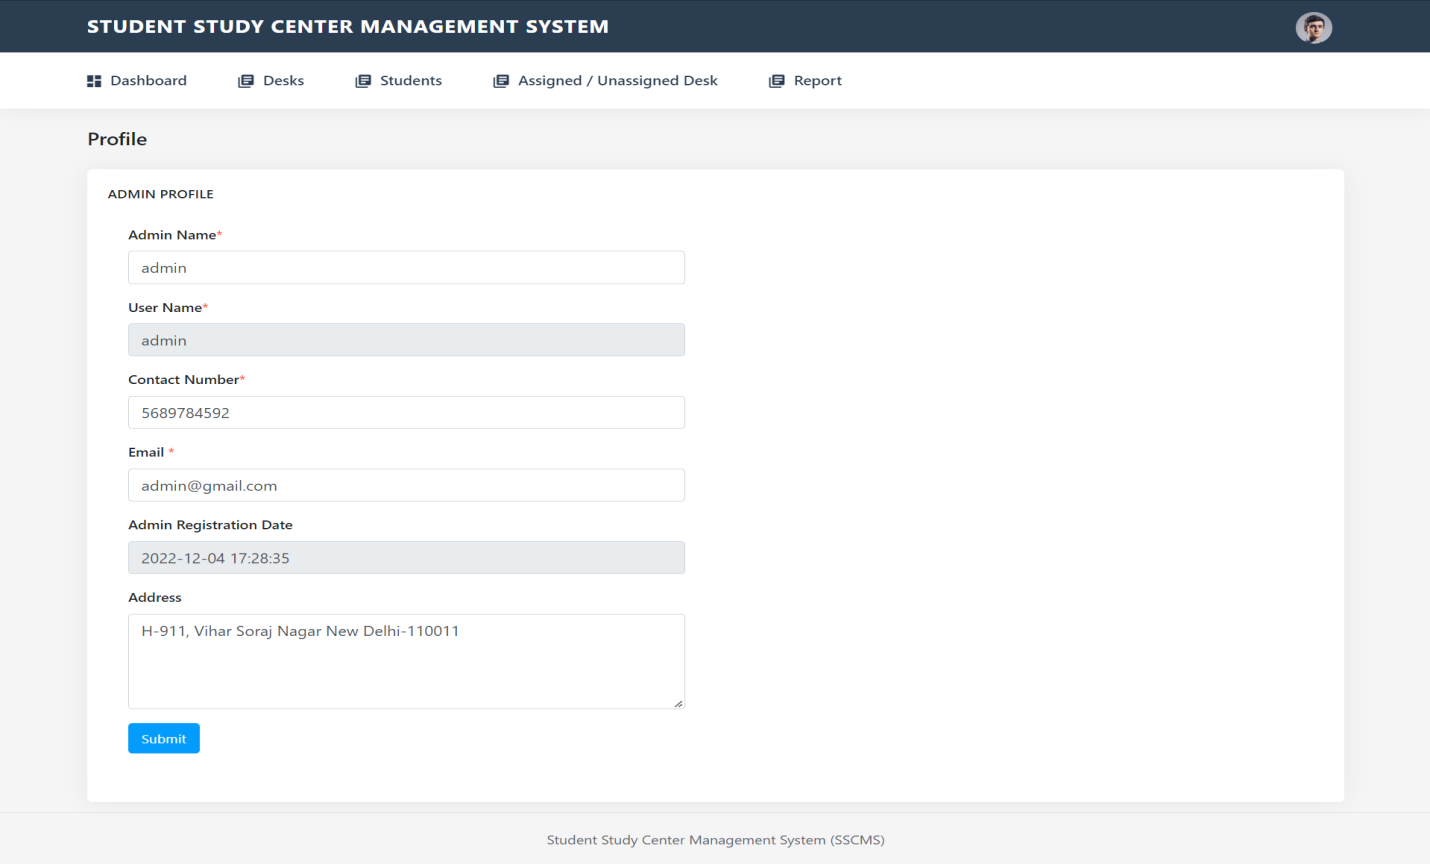 STUDENT STUDY CENTER MANAGEMENT SYSTEM
Dashboard Desks Students Assigned / Unassigned Desk Report
Profile
ADMIN PROFILE
Admin Name*
admin
User Name*
admin
Contact Number*
5689784592
Email *
admin@gmail.com
Admin Registration Date
2022-12-04 17:28:35
Address
H-911, Vihar Soraj Nagar New Delhi-110011
Submit
Student Study Center Management System (SSCMS)